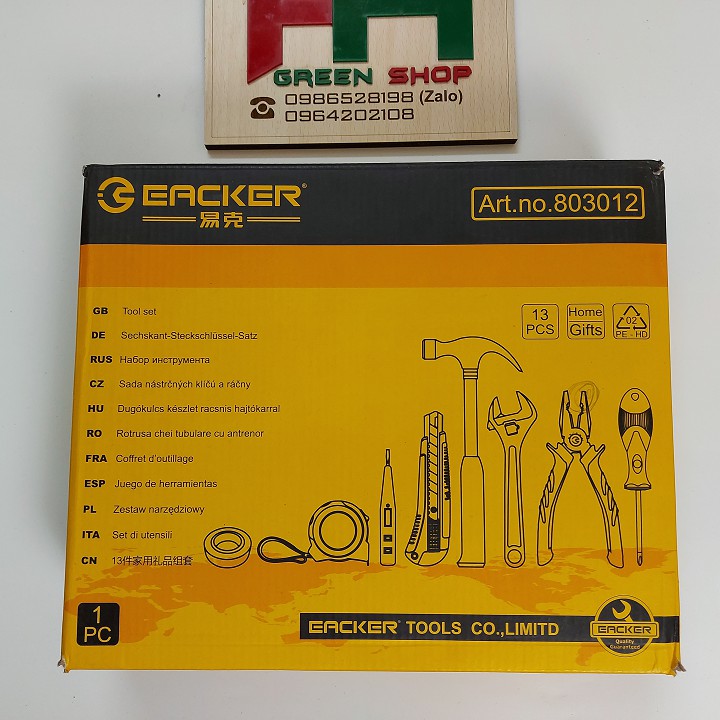 GREEN SHOP
0986528198 (Zalo)
0964202108
EACKER®
易克
Art.no.803012
13 PCS
Home Gifts
02
PE-HD
GB Tool set
DE Sechskant-Steckschlüssel-Satz
RUS Набор инструмента
CZ Sada nástrčných klíčú a ráčny
HU Dugókulcs készlet racsnis hajtókarral
RO Rotrusa chei tubulare cu antrenor
FRA Coffret d'outillage
ESP Juego de herramientas
PL Zestaw narzędziowy
ITA Set di utensili
CN 13件家用礼品组套
1 PC
EACKER® TOOLS CO.,LIMITD
EACKER
Quality
Guaranteed